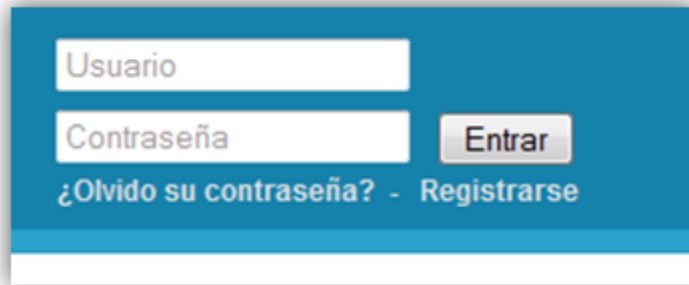 Usuario
Contraseña Entrar
¿Olvido su contraseña? - Registrarse